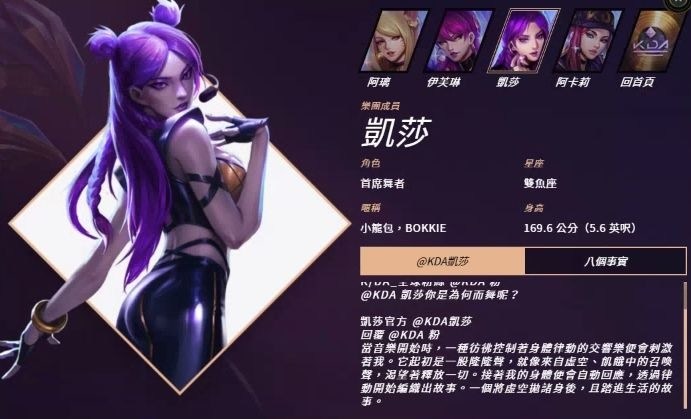 阿璃
伊芙琳
凱莎
阿卡莉
KDA
回首頁
樂團成員
凱莎
角色
星座
首席舞者
雙魚座
暱稱
身高
小籠包，BOKKIE
169.6 公分（5.6 英呎）
@KDA凱莎
八個事實
@KDA 粉
@KDA 凱莎你是為何而舞呢？
凱莎官方 @KDA凱莎
回覆 @KDA 粉
當音樂開始時，一種彷彿控制著身體律動的交響樂便會刺激
著我。它起初是一股隆隆聲，就像來自虛空、飢餓中的召喚
聲，渴望著釋放一切。接著我的身體便會自動回應，透過律
動開始編織出故事。一個將虛空拋諸身後，且踏進生活的故
事。